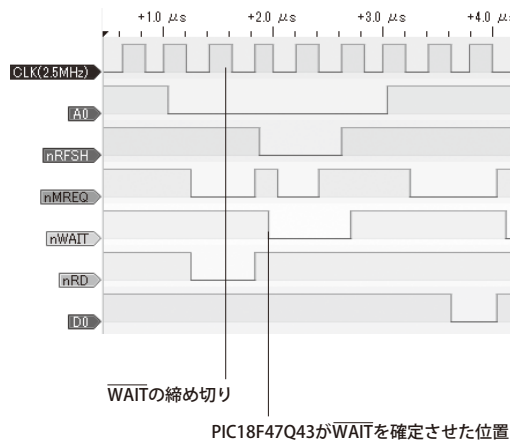 +1.0 μs +2.0 μs +3.0 μs +4.0 μ
CLK(2.5MHz)
A0
nRFSH
nMREQ
nWAIT
nRD
D0
WAITの締め切り
PIC18F47Q43がWAITを確定させた位置